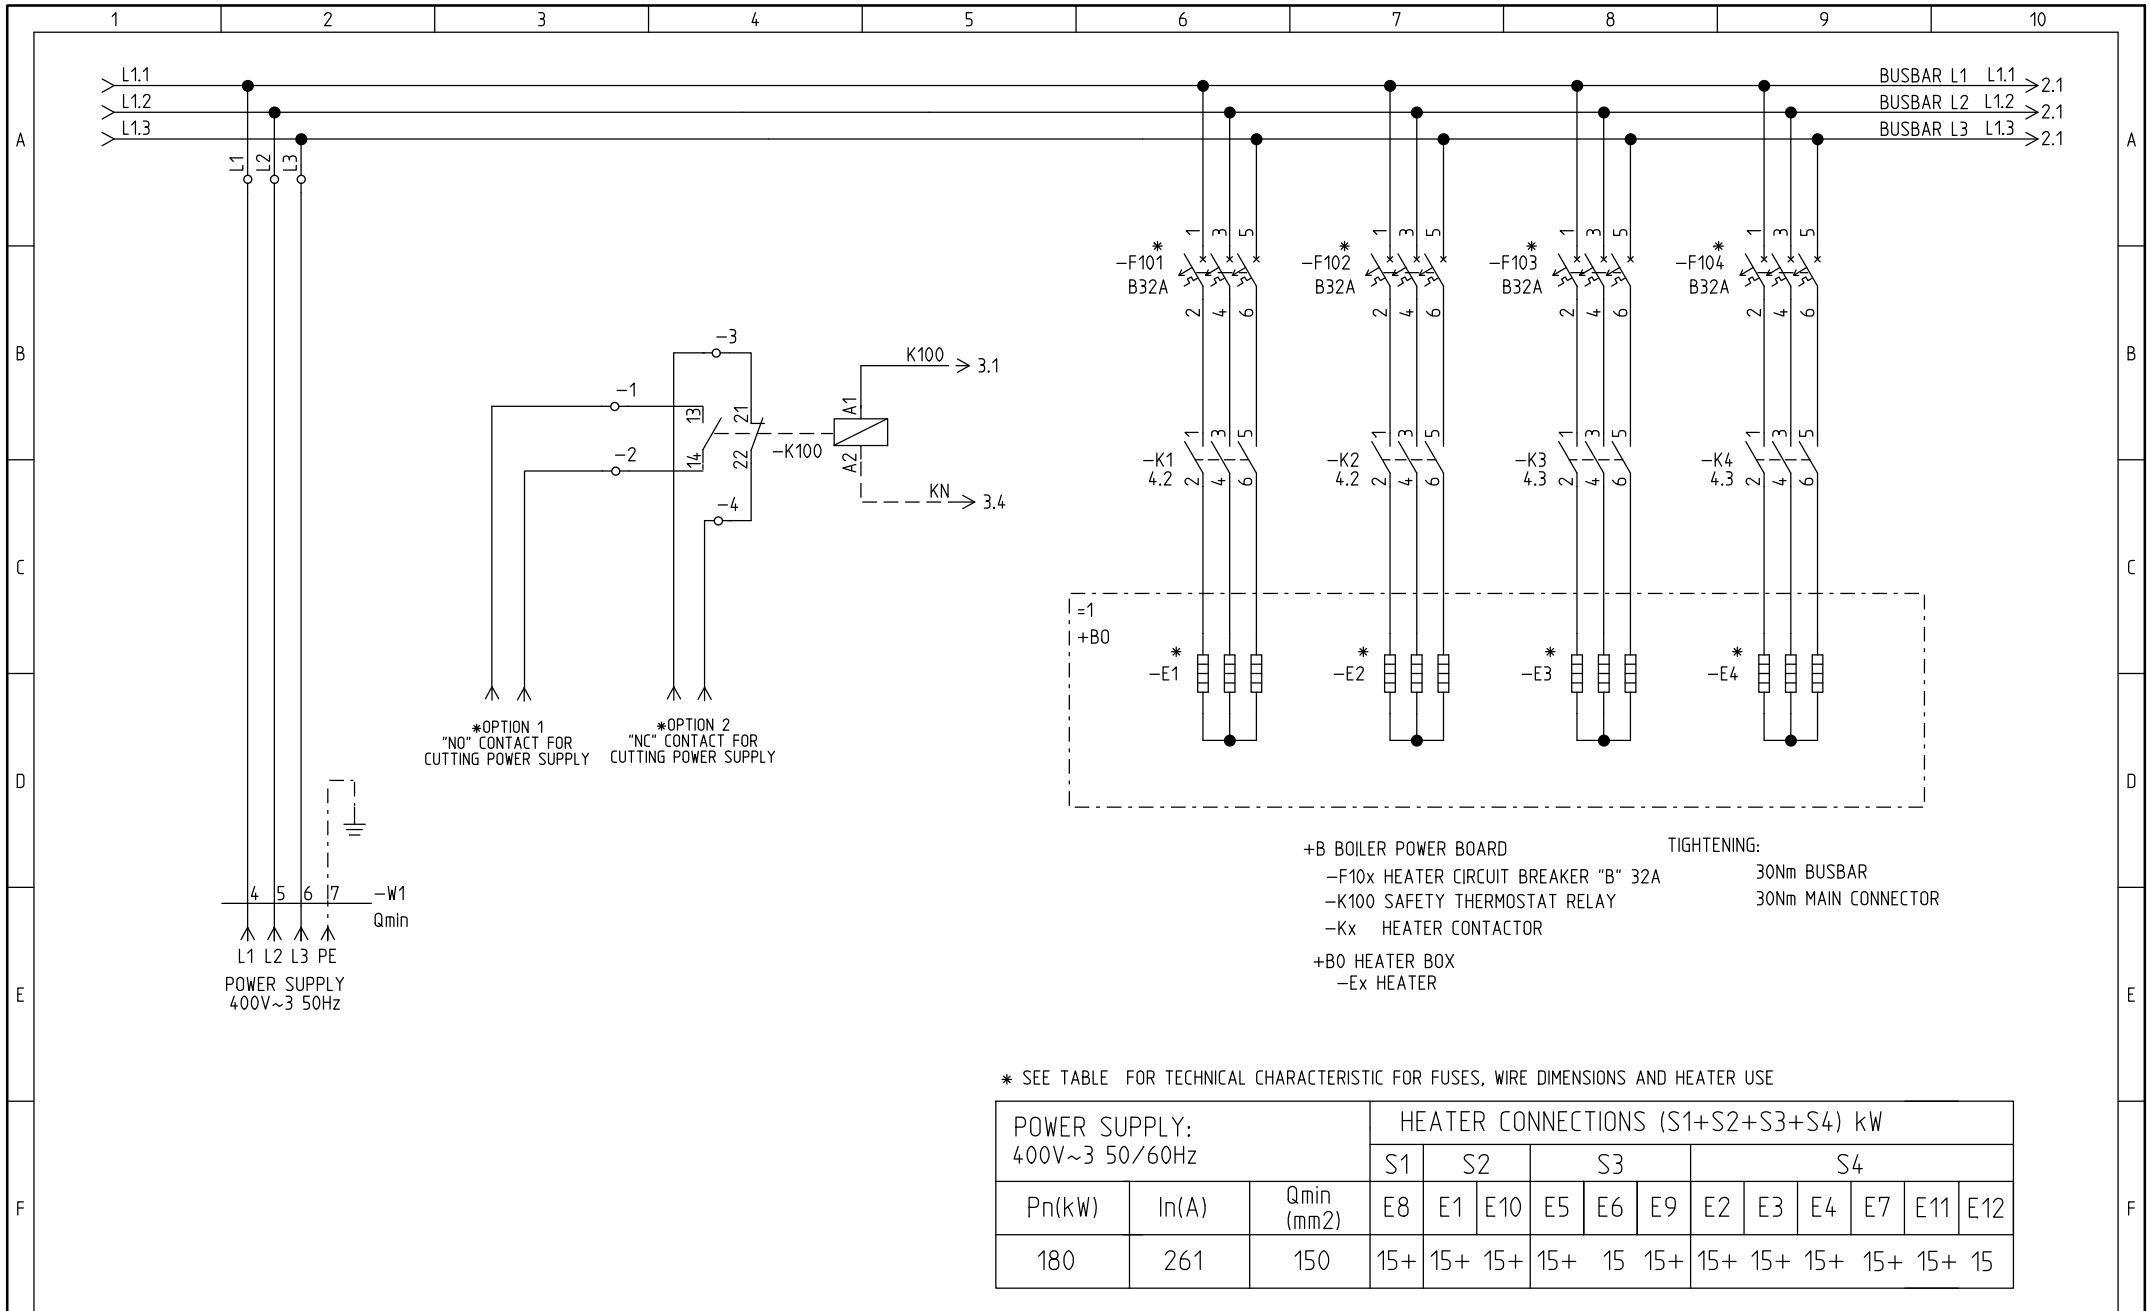 1 2 3 4 5 6 7 8 9 10
L1.1 BUSBAR L1 L1.1 2.1
L1.2 BUSBAR L2 L1.2 2.1
L1.3 BUSBAR L3 L1.3 2.1
A A
L1 L2 L3
1 3 5 1 3 5 1 3 5 1 3 5
* * * *
-F101 -F102 -F103 -F104
B32A B32A B32A B32A
2 4 6 2 4 6 2 4 6 2 4 6
B B
-3
K100 3.1
-1
13 21 A1
-K100
-2
14 22 A2
KN 3.4
-4
1 3 5 1 3 5 1 3 5 1 3 5
-K1 -K2 -K3 -K4
4.2 4.2 4.3 4.3
2 4 6 2 4 6 2 4 6 2 4 6
C C
=1
+B0
* * * *
-E1 -E2 -E3 -E4
*OPTION 1
"NO" CONTACT FOR
CUTTING POWER SUPPLY
*OPTION 2
"NC" CONTACT FOR
CUTTING POWER SUPPLY
D D
+B BOILER POWER BOARD
-F10x HEATER CIRCUIT BREAKER "B" 32A
-K100 SAFETY THERMOSTAT RELAY
-Kx HEATER CONTACTOR
+B0 HEATER BOX
-Ex HEATER
TIGHTENING:
30Nm BUSBAR
30Nm MAIN CONNECTOR
4 5 6 7 -W1
Qmin
L1 L2 L3 PE
POWER SUPPLY
400V~3 50Hz
E E
* SEE TABLE FOR TECHNICAL CHARACTERISTIC FOR FUSES, WIRE DIMENSIONS AND HEATER USE
POWER SUPPLY:
400V~3 50/60Hz
HEATER CONNECTIONS (S1+S2+S3+S4) kW
S1 S2 S3 S4
Pn(kW) In(A) Qmin
(mm2)
E8 E1 E10 E5 E6 E9 E2 E3 E4 E7 E11 E12
180 261 150 15+ 15+ 15+ 15+ 15 15+ 15+ 15+ 15+ 15+ 15+ 15
F F